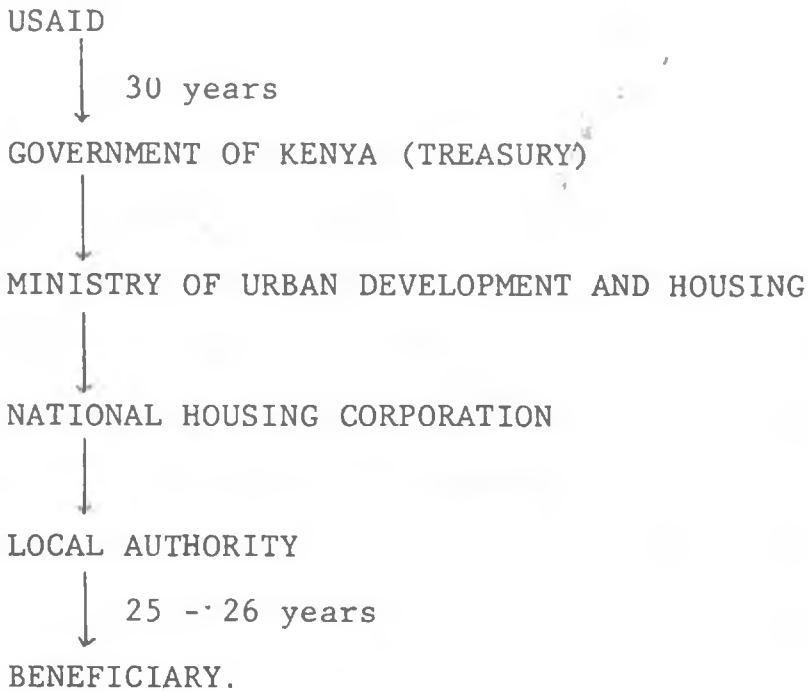 USAID
30 years
GOVERNMENT OF KENYA (TREASURY)
MINISTRY OF URBAN DEVELOPMENT AND HOUSING
NATIONAL HOUSING CORPORATION
LOCAL AUTHORITY
25 - 26 years
BENEFICIARY.